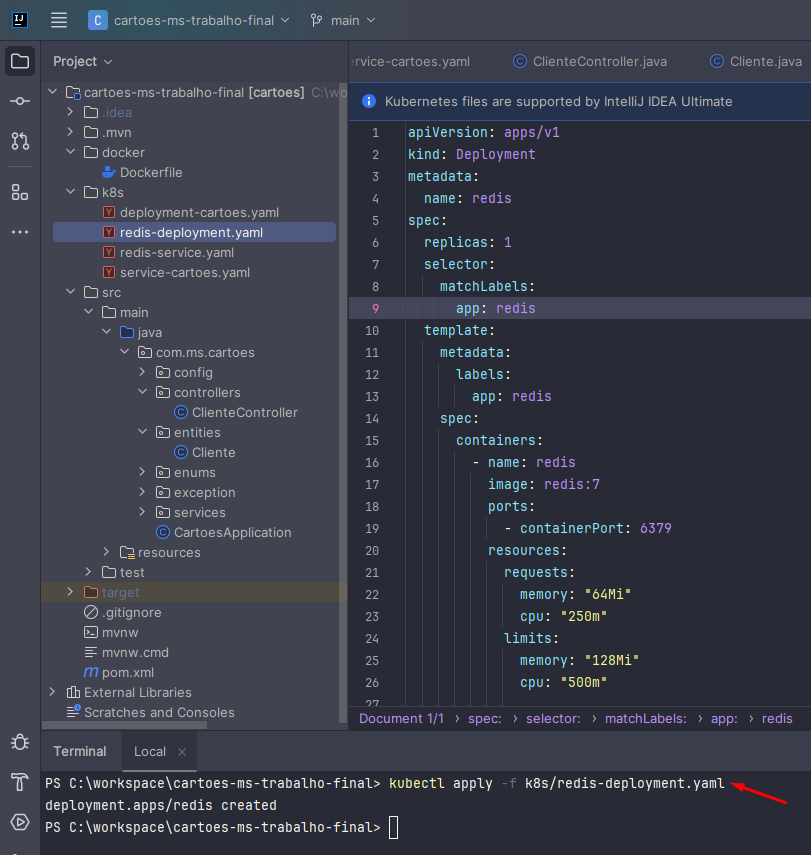 IJ
C cartoes-ms-trabalho-final main
Project
cartoes-ms-trabalho-final [cartoes] C:\wo
.idea
.mvn
docker
Dockerfile
k8s
deployment-cartoes.yaml
redis-deployment.yaml
redis-service.yaml
service-cartoes.yaml
src
main
java
com.ms.cartoes
config
controllers
ClienteController
entities
Cliente
enums
exception
services
CartoesApplication
resources
test
target
.gitignore
mvnw
mvnw.cmd
pom.xml
External Libraries
Scratches and Consoles
ervice-cartoes.yaml ClienteController.java Cliente.java
Kubernetes files are supported by IntelliJ IDEA Ultimate
1 apiVersion: apps/v1
2 kind: Deployment
3 metadata:
4 name: redis
5 spec:
6 replicas: 1
7 selector:
8 matchLabels:
9 app: redis
10 template:
11 metadata:
12 labels:
13 app: redis
14 spec:
15 containers:
16 - name: redis
17 image: redis:7
18 ports:
19 - containerPort: 6379
20 resources:
21 requests:
22 memory: "64Mi"
23 cpu: "250m"
24 limits:
25 memory: "128Mi"
26 cpu: "500m"
27
Document 1/1 › spec: › selector: › matchLabels: › app: › redis
Terminal Local ×
PS C:\workspace\cartoes-ms-trabalho-final> kubectl apply -f k8s/redis-deployment.yaml
deployment.apps/redis created
PS C:\workspace\cartoes-ms-trabalho-final>